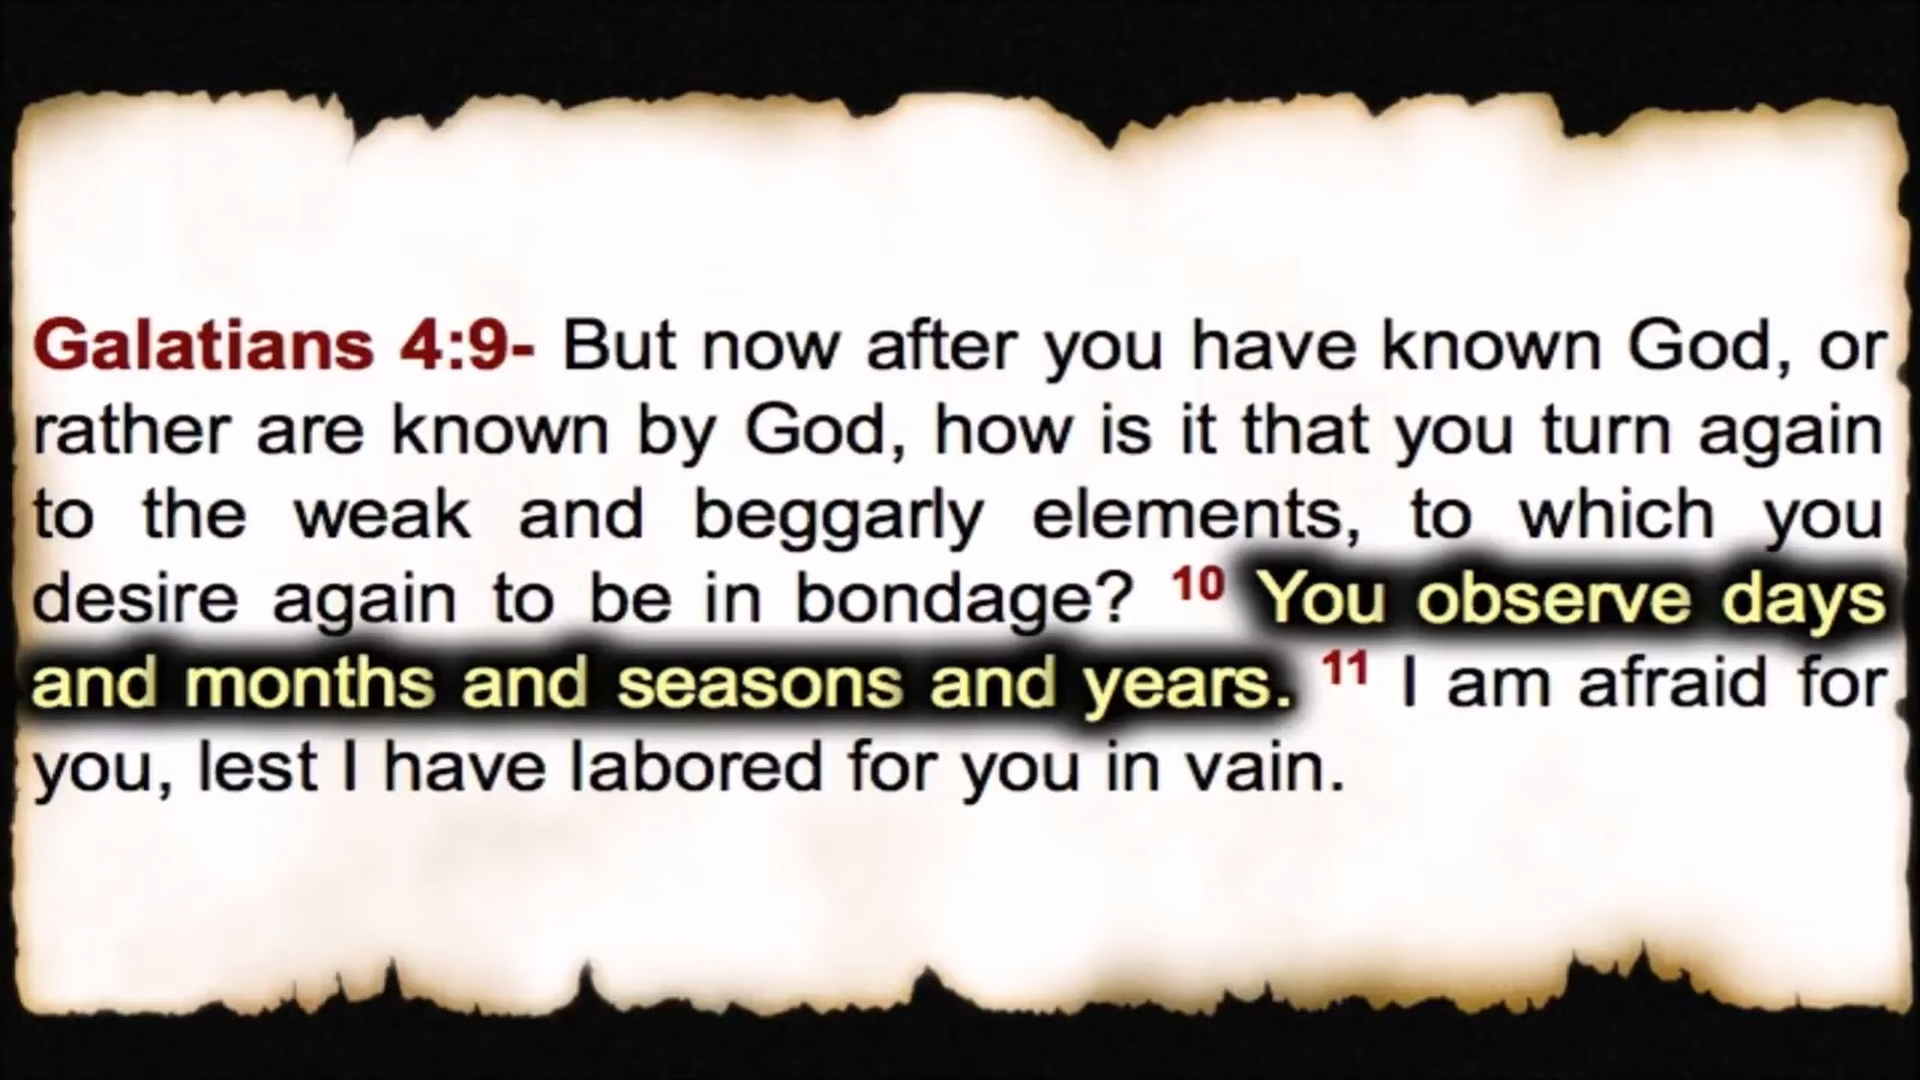 Galatians 4:9- But now after you have known God, or
rather are known by God, how is it that you turn again
to the weak and beggarly elements, to which you
desire again to be in bondage? 10 You observe days
and months and seasons and years. 11 I am afraid for
you, lest I have labored for you in vain.